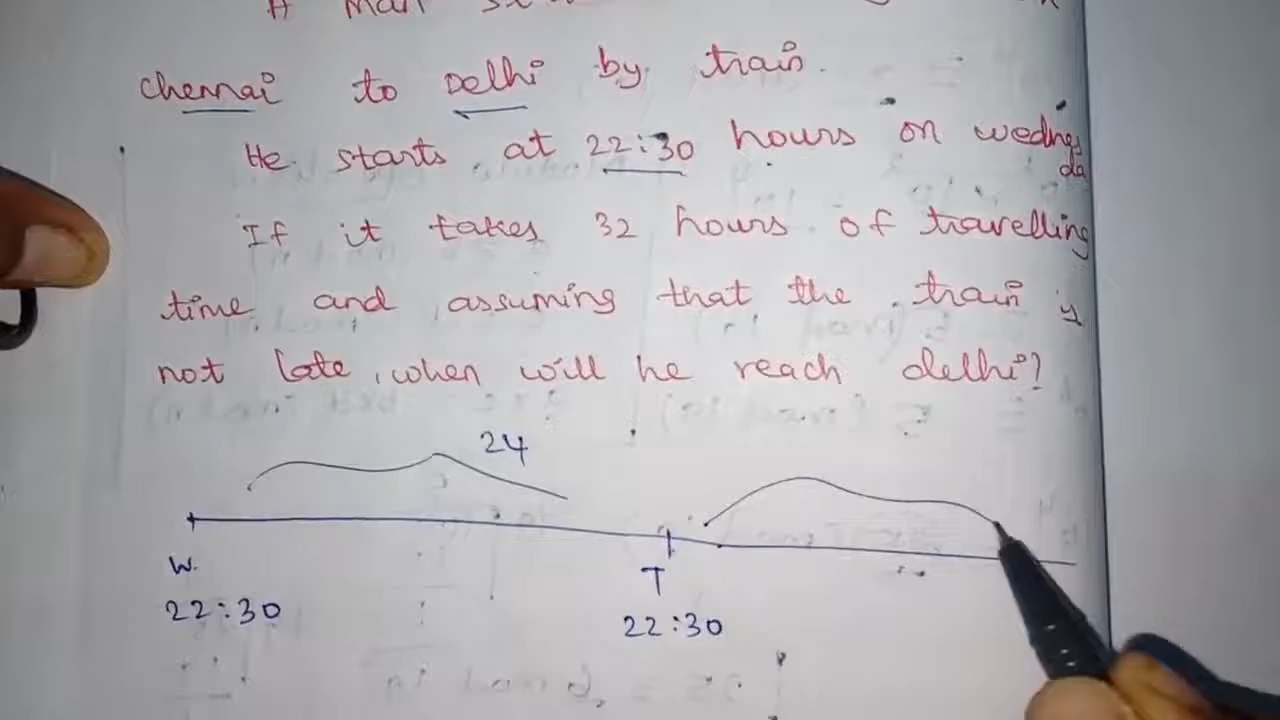 A Man
chennai to Delhi by train.
He starts at 22:30 hours on wednes
da
If it takes 32 hours of travelling
time and assuming that the train is
not late, when will he reach delhi?
24
W. T
22:30 22:30